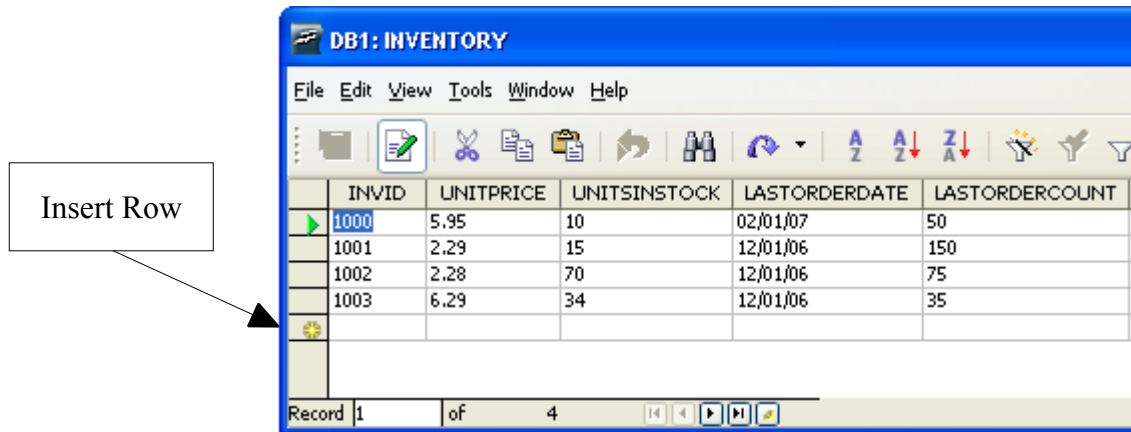 DB1: INVENTORY
File Edit View Tools Window Help
Insert Row
INVID UNITPRICE UNITSINSTOCK LASTORDERDATE LASTORDERCOUNT
1000 5.95 10 02/01/07 50
1001 2.29 15 12/01/06 150
1002 2.28 70 12/01/06 75
1003 6.29 34 12/01/06 35
Record 1 of 4